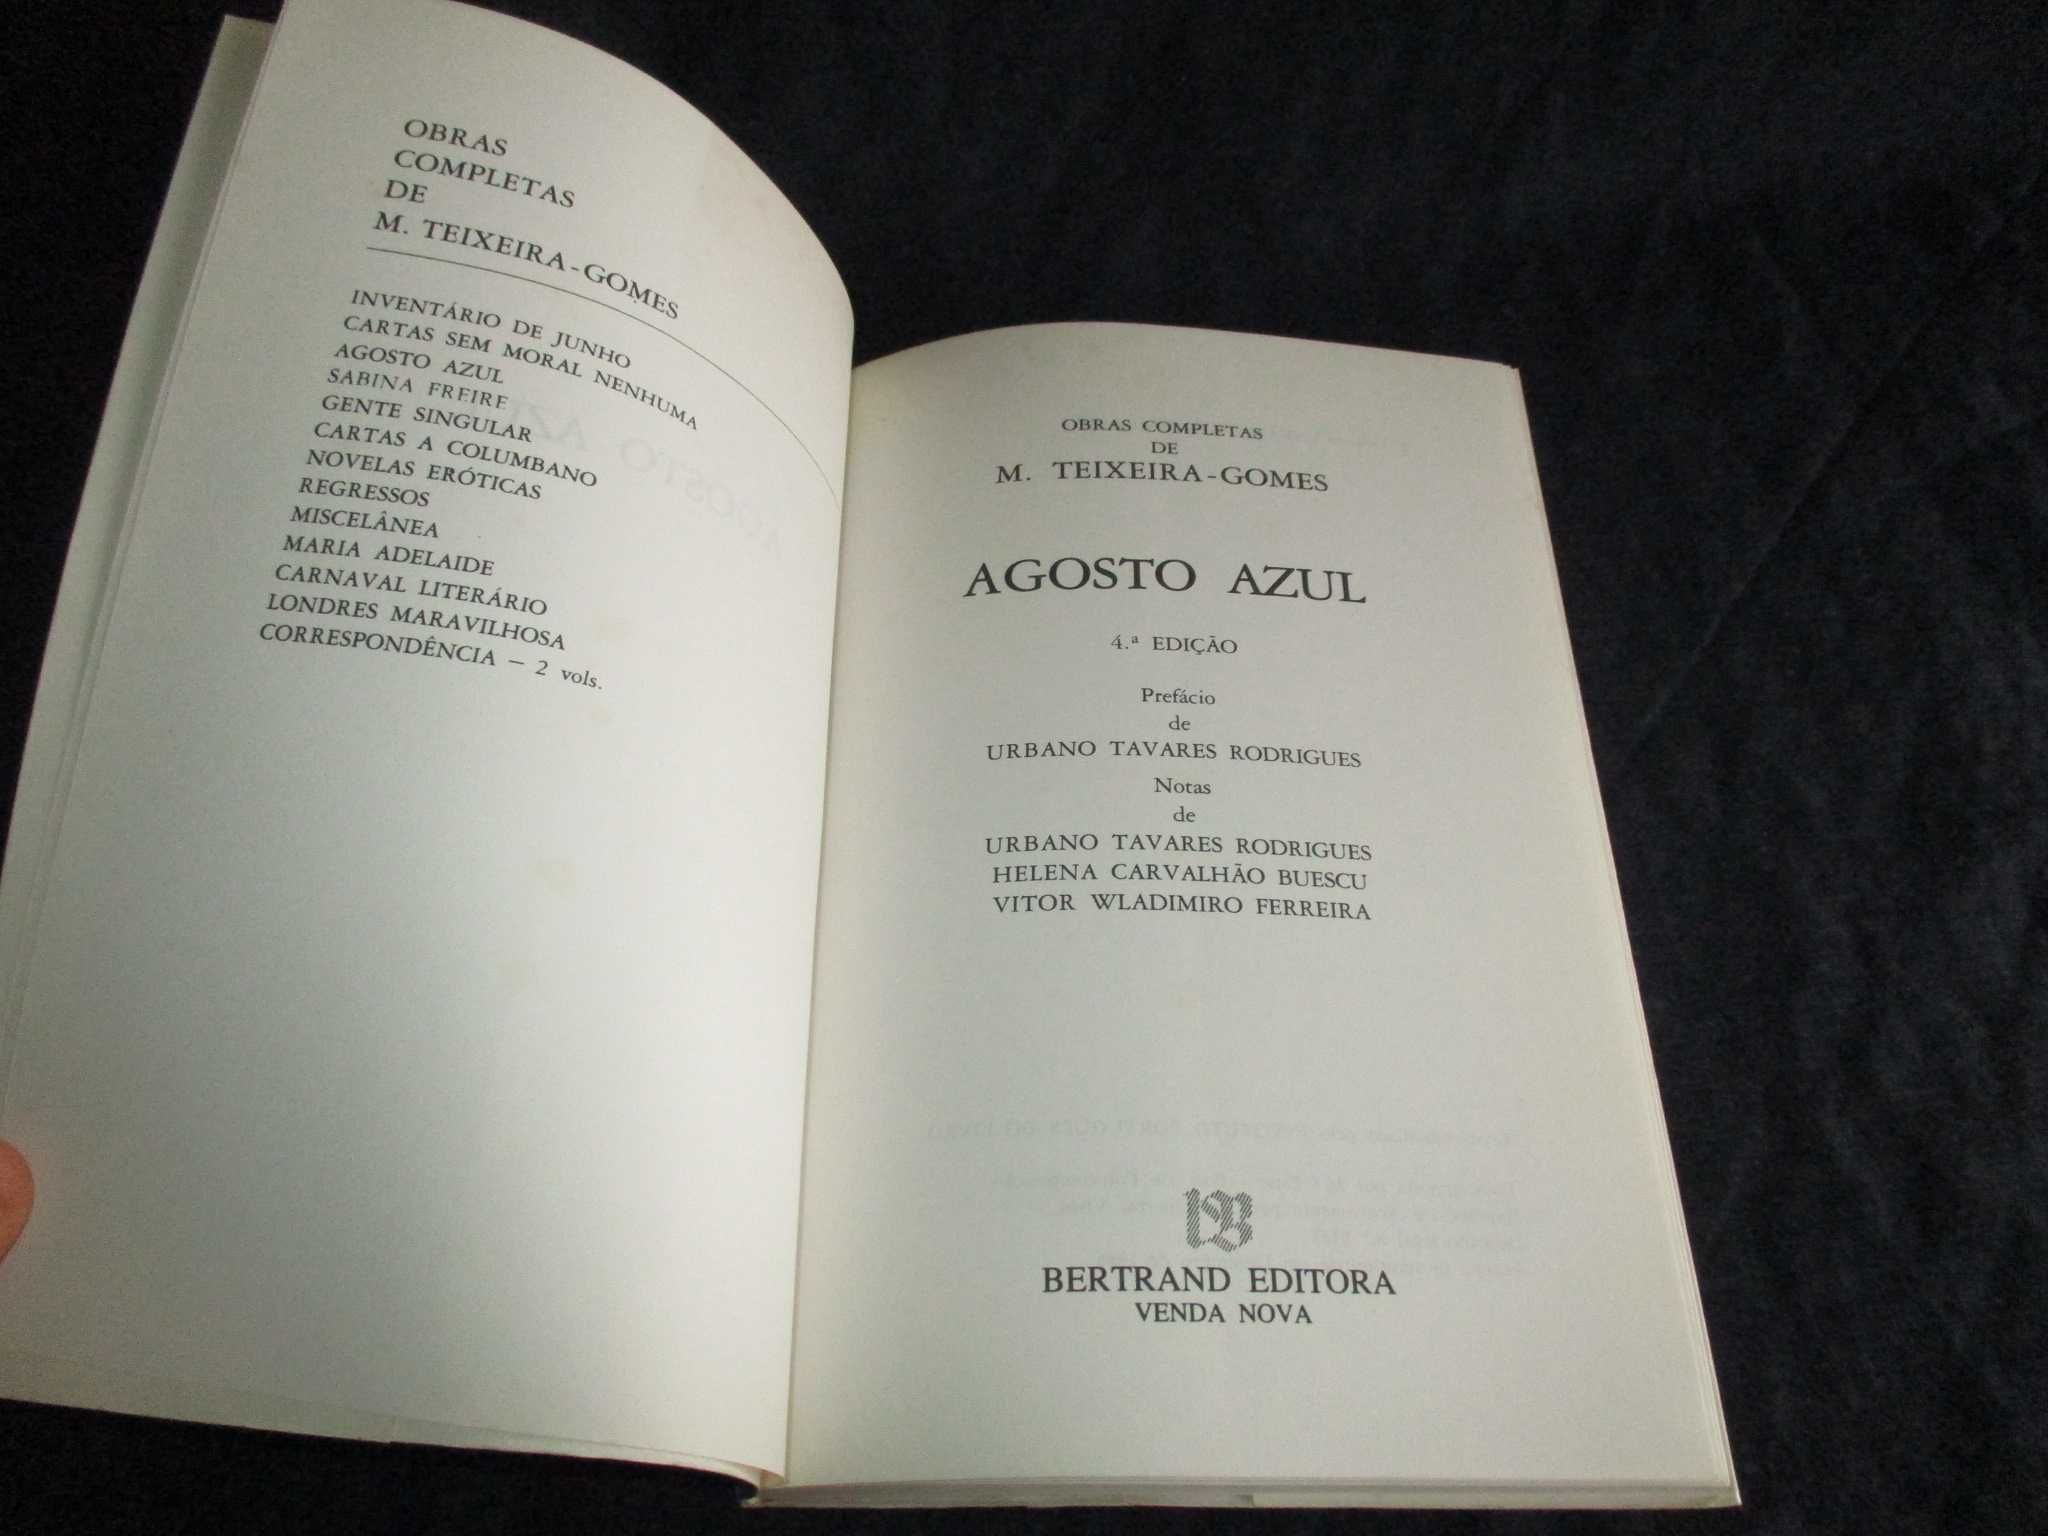 OBRAS
COMPLETAS
DE
M. TEIXEIRA-GOMES
INVENTÁRIO DE JUNHO
CARTAS SEM MORAL NENHUMA
AGOSTO AZUL
SABINA FREIRE
GENTE SINGULAR
CARTAS A COLUMBANO
NOVELAS ERÓTICAS
REGRESSOS
MISCELÂNEA
MARIA ADELAIDE
CARNAVAL LITERÁRIO
LONDRES MARAVILHOSA
CORRESPONDÊNCIA – 2 vols.
OBRAS COMPLETAS
DE
M. TEIXEIRA-GOMES
AGOSTO AZUL
4.ª EDIÇÃO
Prefácio
de
URBANO TAVARES RODRIGUES
Notas
de
URBANO TAVARES RODRIGUES
HELENA CARVALHÃO BUESCU
VITOR WLADIMIRO FERREIRA
BERTRAND EDITORA
VENDA NOVA